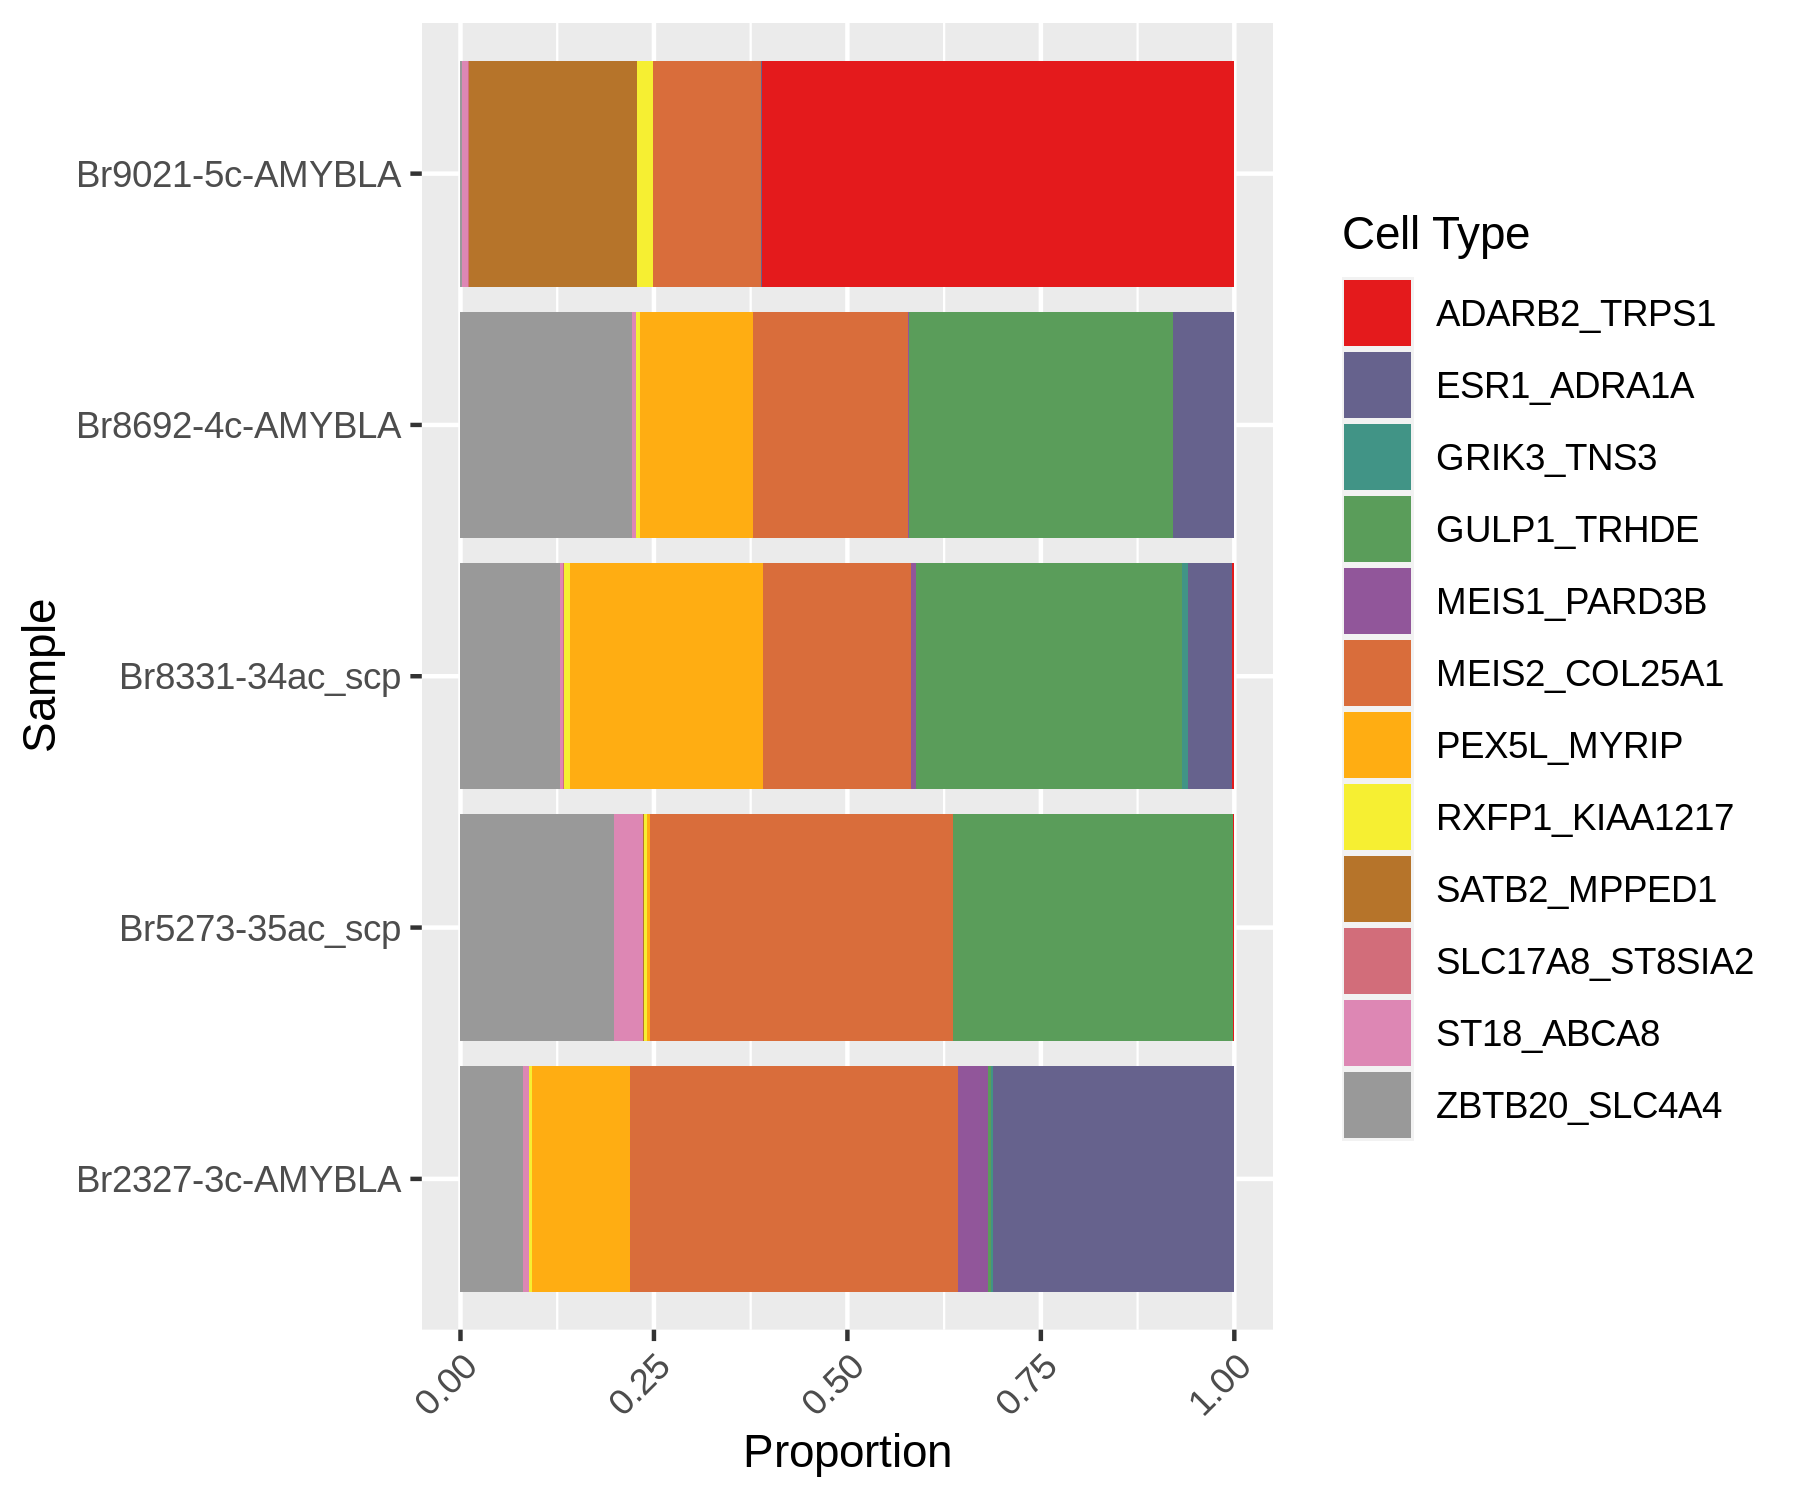 Br9021-5c-AMYBLA
Br8692-4c-AMYBLA
Br8331-34ac_scp
Br5273-35ac_scp
Br2327-3c-AMYBLA
Sample
0.00 0.25 0.50 0.75 1.00
Proportion
Cell Type
ADARB2_TRPS1
ESR1_ADRA1A
GRIK3_TNS3
GULP1_TRHDE
MEIS1_PARD3B
MEIS2_COL25A1
PEX5L_MYRIP
RXFP1_KIAA1217
SATB2_MPPED1
SLC17A8_ST8SIA2
ST18_ABCA8
ZBTB20_SLC4A4